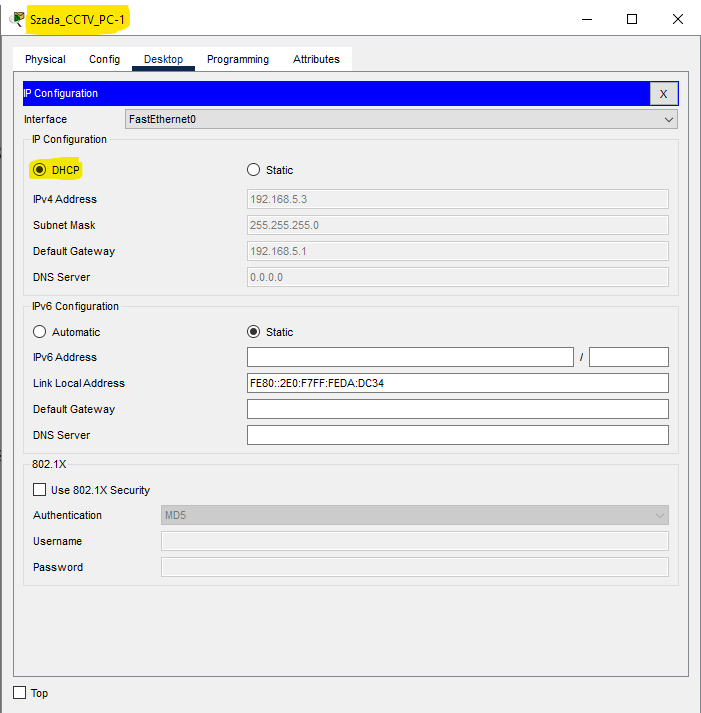 Szada_CCTV_PC-1
Physical Config Desktop Programming Attributes
IP Configuration X
Interface FastEthernet0
IP Configuration
DHCP Static
IPv4 Address 192.168.5.3
Subnet Mask 255.255.255.0
Default Gateway 192.168.5.1
DNS Server 0.0.0.0
IPv6 Configuration
Automatic Static
IPv6 Address /
Link Local Address FE80::2E0:F7FF:FEDA:DC34
Default Gateway
DNS Server
802.1X
Use 802.1X Security
Authentication MD5
Username
Password
Top